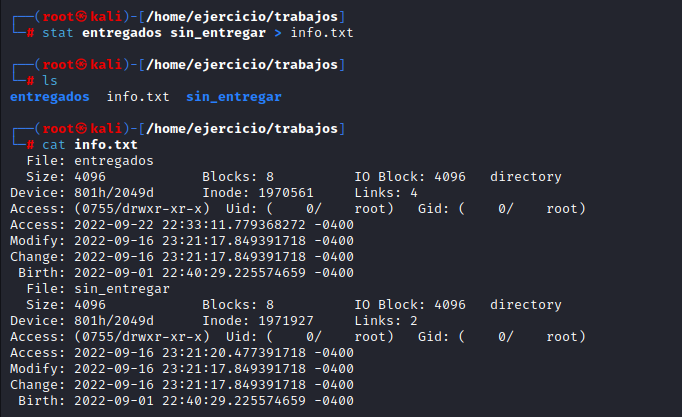 ┌──(root㉿kali)-[/home/ejercicio/trabajos]
└─# stat entregados sin_entregar > info.txt
┌──(root㉿kali)-[/home/ejercicio/trabajos]
└─# ls
entregados  info.txt  sin_entregar
┌──(root㉿kali)-[/home/ejercicio/trabajos]
└─# cat info.txt
  File: entregados
  Size: 4096            Blocks: 8          IO Block: 4096   directory
Device: 801h/2049d      Inode: 1970561     Links: 4
Access: (0755/drwxr-xr-x)  Uid: (    0/    root)   Gid: (    0/    root)
Access: 2022-09-22 22:33:11.779368272 -0400
Modify: 2022-09-16 23:21:17.849391718 -0400
Change: 2022-09-16 23:21:17.849391718 -0400
 Birth: 2022-09-01 22:40:29.225574659 -0400
  File: sin_entregar
  Size: 4096            Blocks: 8          IO Block: 4096   directory
Device: 801h/2049d      Inode: 1971927     Links: 2
Access: (0755/drwxr-xr-x)  Uid: (    0/    root)   Gid: (    0/    root)
Access: 2022-09-16 23:21:20.477391718 -0400
Modify: 2022-09-16 23:21:17.849391718 -0400
Change: 2022-09-16 23:21:17.849391718 -0400
 Birth: 2022-09-01 22:40:29.225574659 -0400